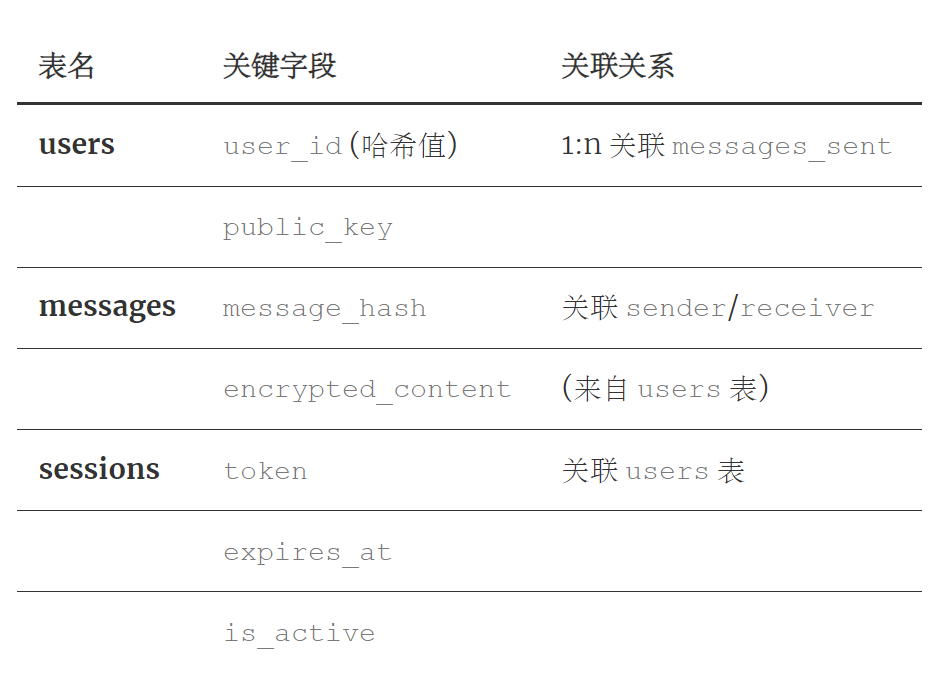 表名 关键字段 关联关系
users user_id (哈希值) 1:n 关联 messages_sent
public_key
messages message_hash 关联 sender/receiver
encrypted_content (来自 users 表)
sessions token 关联 users 表
expires_at
is_active